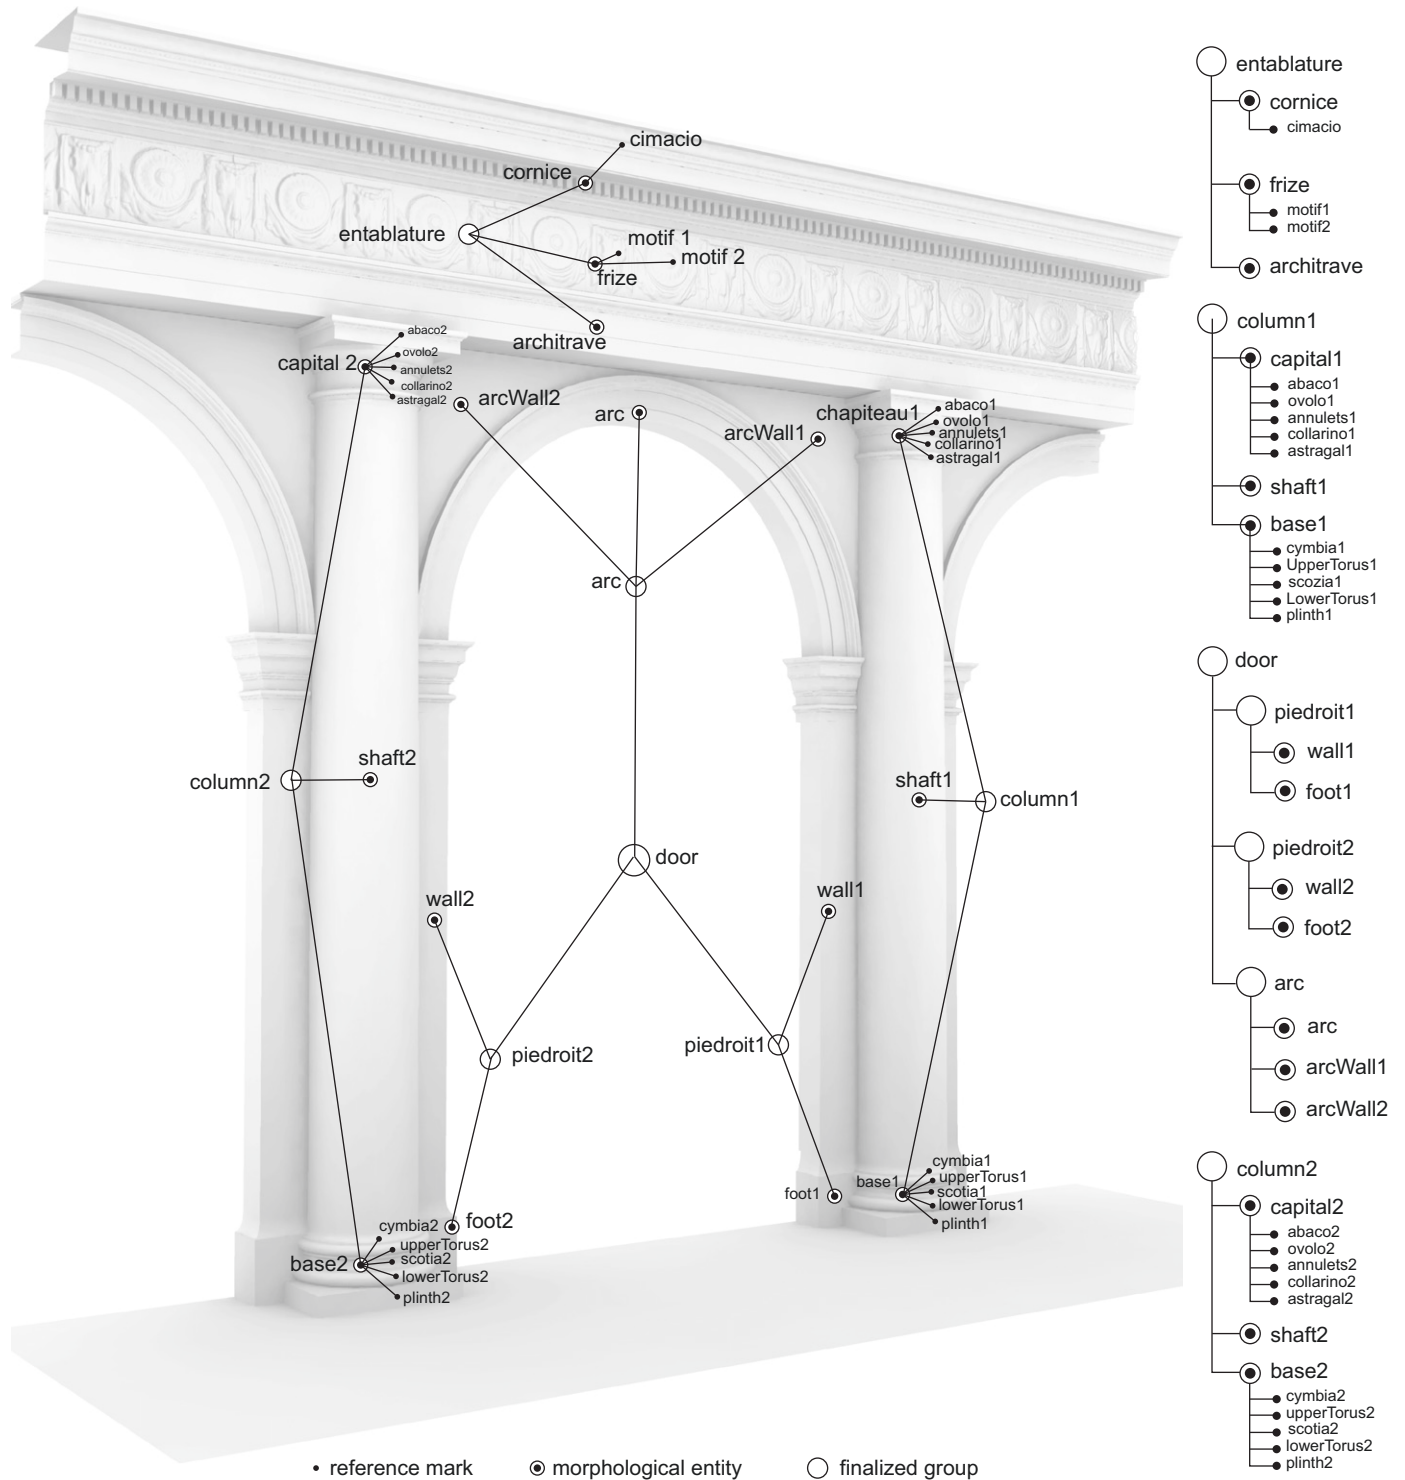 cimacio
cornice
entablature
motif 1
motif 2
frize
architrave
capital 2
abaco2
ovolo2
annulets2
collarino2
astragal2
arcWall2
arc
arcWall1
chapiteau1
abaco1
ovolo1
annulets1
collarino1
astragal1
arc
shaft2
column2
shaft1
column1
door
wall2
wall1
piedroit2
piedroit1
foot1
base1
cymbia1
upperTorus1
scotia1
lowerTorus1
plinth1
foot2
base2
cymbia2
upperTorus2
scotia2
lowerTorus2
plinth2
reference mark
morphological entity
finalized group
entablature
cornice
cimacio
frize
motif1
motif2
architrave
column1
capital1
abaco1
ovolo1
annulets1
collarino1
astragal1
shaft1
base1
cymbia1
UpperTorus1
scozia1
LowerTorus1
plinth1
door
piedroit1
wall1
foot1
piedroit2
wall2
foot2
arc
arc
arcWall1
arcWall2
column2
capital2
abaco2
ovolo2
annulets2
collarino2
astragal2
shaft2
base2
cymbia2
upperTorus2
scotia2
lowerTorus2
plinth2